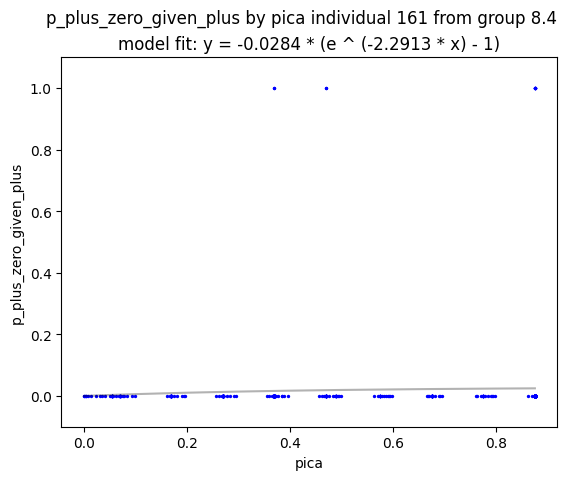 p_plus_zero_given_plus by pica individual 161 from group 8.4
model fit: y = -0.0284 * (e ^ (-2.2913 * x) - 1)
1.0
0.8
0.6
0.4
0.2
0.0
p_plus_zero_given_plus
0.0 0.2 0.4 0.6 0.8
pica